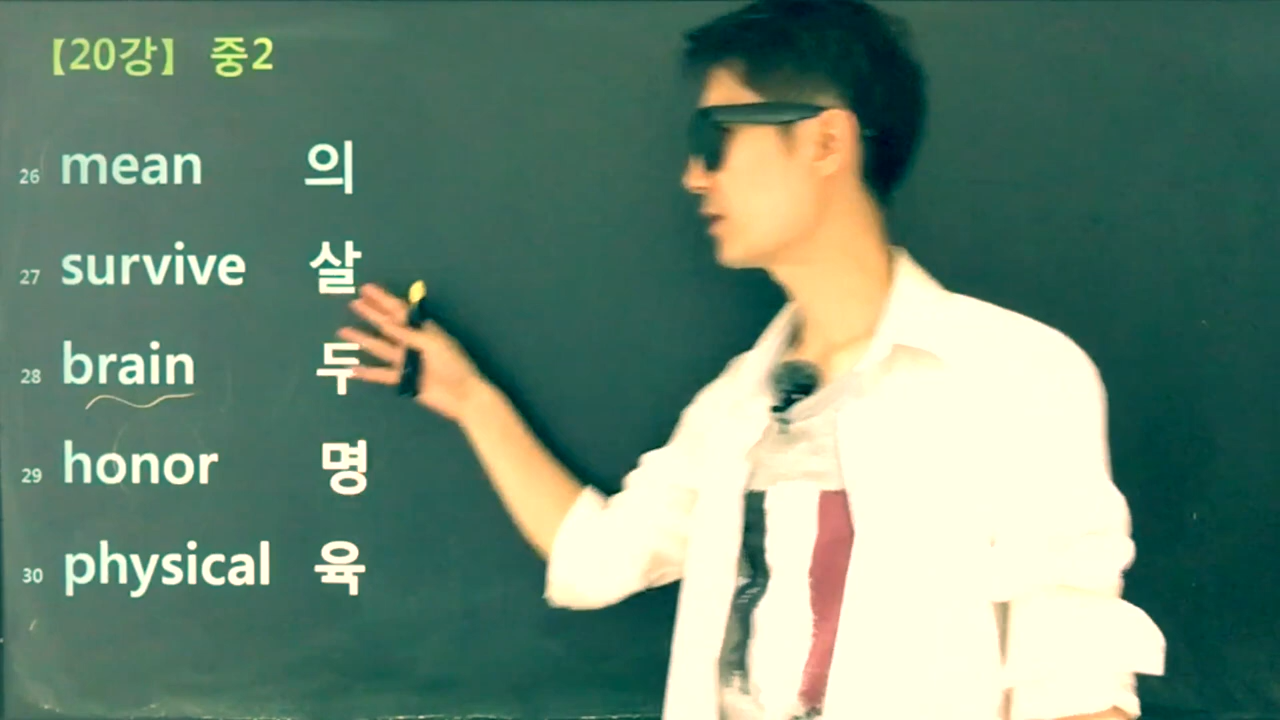 【20강】 중2
26 mean 의
27 survive 살
28 brain 두
29 honor 명
30 physical 육